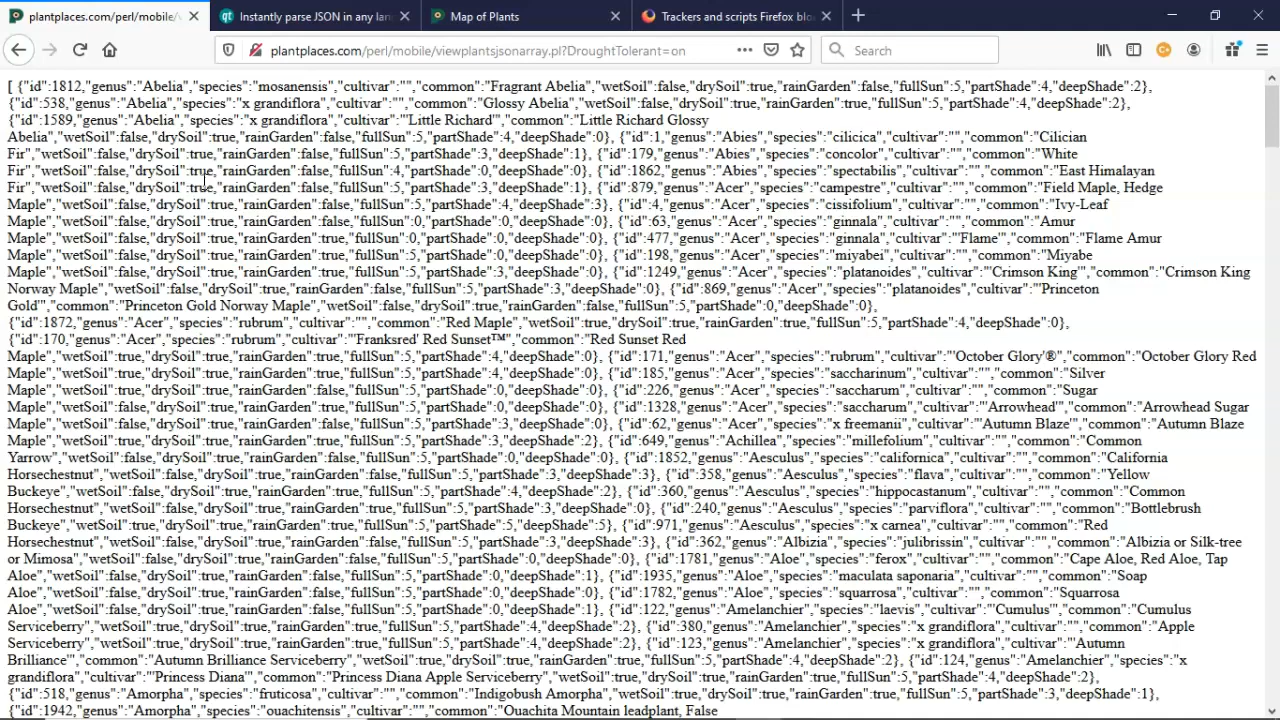 plantplaces.com/perl/mobile/v
Instantly parse JSON in any lan
Map of Plants
Trackers and scripts Firefox blo
plantplaces.com/perl/mobile/viewplantsjsonarray.pl?DroughtTolerant=on
Search
[ {"id":1812,"genus":"Abelia","species":"mosanensis","cultivar":"","common":"Fragrant Abelia","wetSoil":false,"drySoil":true,"rainGarden":false,"fullSun":5,"partShade":4,"deepShade":2},
{"id":538,"genus":"Abelia","species":"x grandiflora","cultivar":"","common":"Glossy Abelia","wetSoil":false,"drySoil":true,"rainGarden":false,"fullSun":5,"partShade":4,"deepShade":2},
{"id":1589,"genus":"Abelia","species":"x grandiflora","cultivar":"'Little Richard'","common":"Little Richard Glossy
Abelia","wetSoil":false,"drySoil":true,"rainGarden":false,"fullSun":5,"partShade":4,"deepShade":0}, {"id":1,"genus":"Abies","species":"cilicica","cultivar":"","common":"Cilician
Fir","wetSoil":false,"drySoil":true,"rainGarden":false,"fullSun":5,"partShade":3,"deepShade":1}, {"id":179,"genus":"Abies","species":"concolor","cultivar":"","common":"White
Fir","wetSoil":false,"drySoil":true,"rainGarden":false,"fullSun":4,"partShade":0,"deepShade":0}, {"id":1862,"genus":"Abies","species":"spectabilis","cultivar":"","common":"East Himalayan
Fir","wetSoil":false,"drySoil":true,"rainGarden":false,"fullSun":5,"partShade":3,"deepShade":1}, {"id":879,"genus":"Acer","species":"campestre","cultivar":"","common":"Field Maple, Hedge
Maple","wetSoil":false,"drySoil":true,"rainGarden":false,"fullSun":5,"partShade":4,"deepShade":3}, {"id":4,"genus":"Acer","species":"cissifolium","cultivar":"","common":"Ivy-Leaf
Maple","wetSoil":false,"drySoil":true,"rainGarden":false,"fullSun":0,"partShade":0,"deepShade":0}, {"id":63,"genus":"Acer","species":"ginnala","cultivar":"","common":"Amur
Maple","wetSoil":false,"drySoil":true,"rainGarden":true,"fullSun":0,"partShade":0,"deepShade":0}, {"id":477,"genus":"Acer","species":"ginnala","cultivar":"'Flame'","common":"Flame Amur
Maple","wetSoil":false,"drySoil":true,"rainGarden":true,"fullSun":5,"partShade":0,"deepShade":0}, {"id":198,"genus":"Acer","species":"miyabei","cultivar":"","common":"Miyabe
Maple","wetSoil":false,"drySoil":true,"rainGarden":true,"fullSun":5,"partShade":3,"deepShade":0}, {"id":1249,"genus":"Acer","species":"platanoides","cultivar":"'Crimson King'","common":"Crimson King
Norway Maple","wetSoil":false,"drySoil":true,"rainGarden":true,"fullSun":5,"partShade":3,"deepShade":0}, {"id":869,"genus":"Acer","species":"platanoides","cultivar":"'Princeton
Gold'","common":"Princeton Gold Norway Maple","wetSoil":false,"drySoil":true,"rainGarden":false,"fullSun":5,"partShade":0,"deepShade":0},
{"id":1872,"genus":"Acer","species":"rubrum","cultivar":"","common":"Red Maple","wetSoil":true,"drySoil":true,"rainGarden":true,"fullSun":5,"partShade":4,"deepShade":0},
{"id":170,"genus":"Acer","species":"rubrum","cultivar":"'Franksred' Red Sunset™","common":"Red Sunset Red
Maple","wetSoil":true,"drySoil":true,"rainGarden":true,"fullSun":5,"partShade":4,"deepShade":0}, {"id":171,"genus":"Acer","species":"rubrum","cultivar":"'October Glory'®","common":"October Glory Red
Maple","wetSoil":true,"drySoil":true,"rainGarden":true,"fullSun":5,"partShade":4,"deepShade":0}, {"id":185,"genus":"Acer","species":"saccharinum","cultivar":"","common":"Silver
Maple","wetSoil":true,"drySoil":true,"rainGarden":false,"fullSun":5,"partShade":0,"deepShade":0}, {"id":226,"genus":"Acer","species":"saccharum","cultivar":"","common":"Sugar
Maple","wetSoil":false,"drySoil":true,"rainGarden":true,"fullSun":5,"partShade":0,"deepShade":0}, {"id":1328,"genus":"Acer","species":"saccharum","cultivar":"'Arrowhead'","common":"Arrowhead Sugar
Maple","wetSoil":false,"drySoil":true,"rainGarden":true,"fullSun":5,"partShade":3,"deepShade":0}, {"id":62,"genus":"Acer","species":"x freemanii","cultivar":"'Autumn Blaze'","common":"Autumn Blaze
Maple","wetSoil":true,"drySoil":true,"rainGarden":true,"fullSun":5,"partShade":3,"deepShade":2}, {"id":649,"genus":"Achillea","species":"millefolium","cultivar":"","common":"Common
Yarrow","wetSoil":false,"drySoil":true,"rainGarden":true,"fullSun":5,"partShade":0,"deepShade":0}, {"id":1852,"genus":"Aesculus","species":"californica","cultivar":"","common":"California
Horsechestnut","wetSoil":false,"drySoil":true,"rainGarden":false,"fullSun":5,"partShade":3,"deepShade":3}, {"id":358,"genus":"Aesculus","species":"flava","cultivar":"","common":"Yellow
Buckeye","wetSoil":false,"drySoil":true,"rainGarden":true,"fullSun":5,"partShade":4,"deepShade":2}, {"id":360,"genus":"Aesculus","species":"hippocastanum","cultivar":"","common":"Common
Horsechestnut","wetSoil":false,"drySoil":true,"rainGarden":true,"fullSun":5,"partShade":3,"deepShade":0}, {"id":240,"genus":"Aesculus","species":"parviflora","cultivar":"","common":"Bottlebrush
Buckeye","wetSoil":true,"drySoil":true,"rainGarden":true,"fullSun":5,"partShade":5,"deepShade":5}, {"id":971,"genus":"Aesculus","species":"x carnea","cultivar":"","common":"Red
Horsechestnut","wetSoil":true,"drySoil":true,"rainGarden":true,"fullSun":5,"partShade":3,"deepShade":3}, {"id":362,"genus":"Albizia","species":"julibrissin","cultivar":"","common":"Albizia or Silk-tree
or Mimosa","wetSoil":false,"drySoil":true,"rainGarden":false,"fullSun":5,"partShade":0,"deepShade":0}, {"id":1781,"genus":"Aloe","species":"ferox","cultivar":"","common":"Cape Aloe, Red Aloe, Tap
Aloe","wetSoil":false,"drySoil":true,"rainGarden":false,"fullSun":5,"partShade":0,"deepShade":1}, {"id":1935,"genus":"Aloe","species":"maculata saponaria","cultivar":"","common":"Soap
Aloe","wetSoil":false,"drySoil":true,"rainGarden":false,"fullSun":5,"partShade":0,"deepShade":0}, {"id":1782,"genus":"Aloe","species":"squarrosa","cultivar":"","common":"Squarrosa
Aloe","wetSoil":false,"drySoil":true,"rainGarden":false,"fullSun":5,"partShade":0,"deepShade":1}, {"id":122,"genus":"Amelanchier","species":"laevis","cultivar":"'Cumulus'","common":"Cumulus
Serviceberry","wetSoil":true,"drySoil":true,"rainGarden":true,"fullSun":5,"partShade":4,"deepShade":2}, {"id":380,"genus":"Amelanchier","species":"x grandiflora","cultivar":"","common":"Apple
Serviceberry","wetSoil":true,"drySoil":true,"rainGarden":true,"fullSun":5,"partShade":4,"deepShade":2}, {"id":123,"genus":"Amelanchier","species":"x grandiflora","cultivar":"'Autumn
Brilliance'","common":"Autumn Brilliance Serviceberry","wetSoil":true,"drySoil":true,"rainGarden":true,"fullSun":5,"partShade":4,"deepShade":2}, {"id":124,"genus":"Amelanchier","species":"x
grandiflora","cultivar":"'Princess Diana'","common":"Princess Diana Apple Serviceberry","wetSoil":true,"drySoil":true,"rainGarden":true,"fullSun":5,"partShade":4,"deepShade":2},
{"id":518,"genus":"Amorpha","species":"fruticosa","cultivar":"","common":"Indigobush Amorpha","wetSoil":true,"drySoil":true,"rainGarden":true,"fullSun":5,"partShade":3,"deepShade":1},
{"id":1942,"genus":"Amorpha","species":"ouachitensis","cultivar":"","common":"Ouachita Mountain leadplant, False